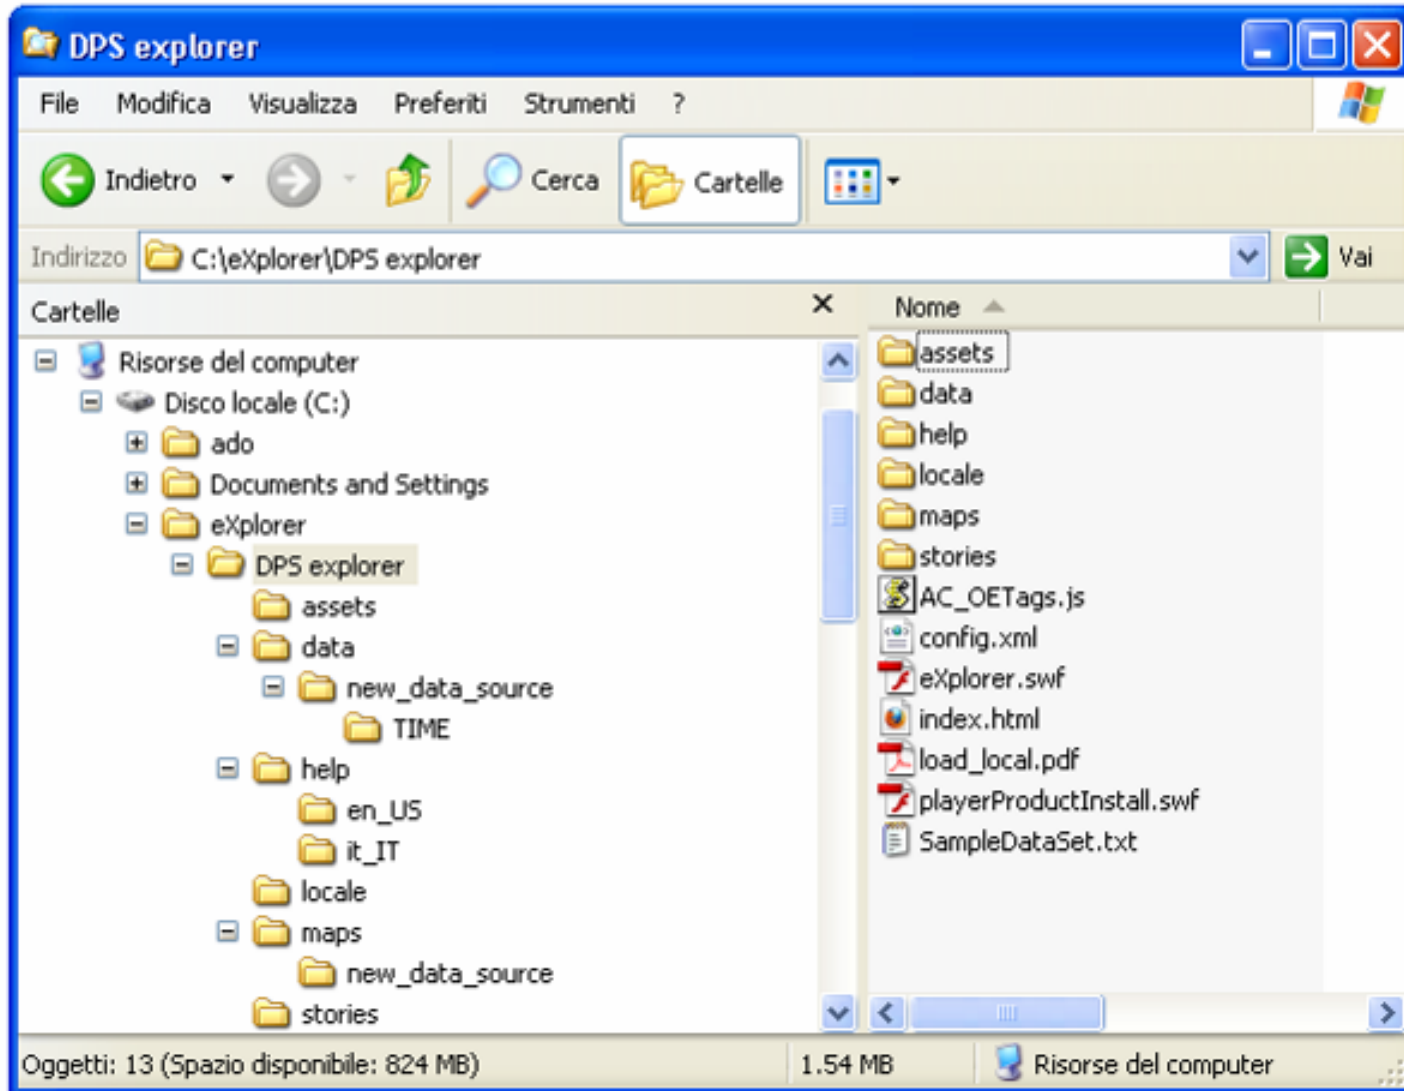 DPS explorer
File Modifica Visualizza Preferiti Strumenti ?
Indietro Cerca Cartelle
Indirizzo C:\eXplorer\DPS explorer Vai
Cartelle
Risorse del computer
Disco locale (C:)
ado
Documents and Settings
eXplorer
DPS explorer
assets
data
new_data_source
TIME
help
en_US
it_IT
locale
maps
new_data_source
stories
Nome
assets
data
help
locale
maps
stories
AC_OETags.js
config.xml
eXplorer.swf
index.html
load_local.pdf
playerProductInstall.swf
SampleDataSet.txt
Oggetti: 13 (Spazio disponibile: 824 MB) 1.54 MB Risorse del computer